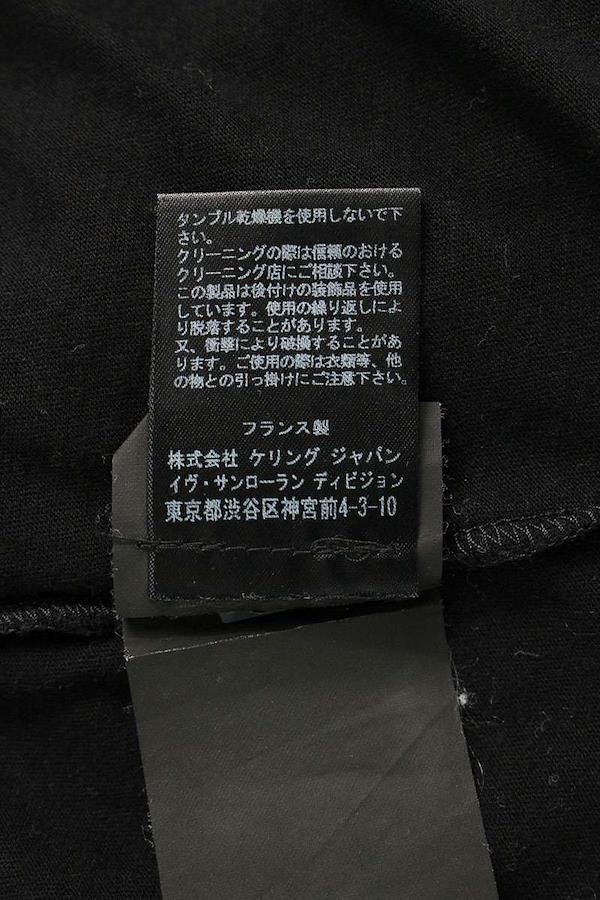 タンブル乾燥機を使用しないで下
さい。
クリーニングの際は信頼のおける
クリーニング店にご相談下さい。
この製品は後付けの装飾品を使用
しています。使用の繰り返しによ
り脱落することがあります。
又、衝撃により破損することがあ
ります。ご使用の際は衣類等、他
の物との引っ掛けにご注意下さい。
フランス製
株式会社 ケリング ジャパン
イヴ・サンローラン ディビジョン
東京都渋谷区神宮前4-3-10